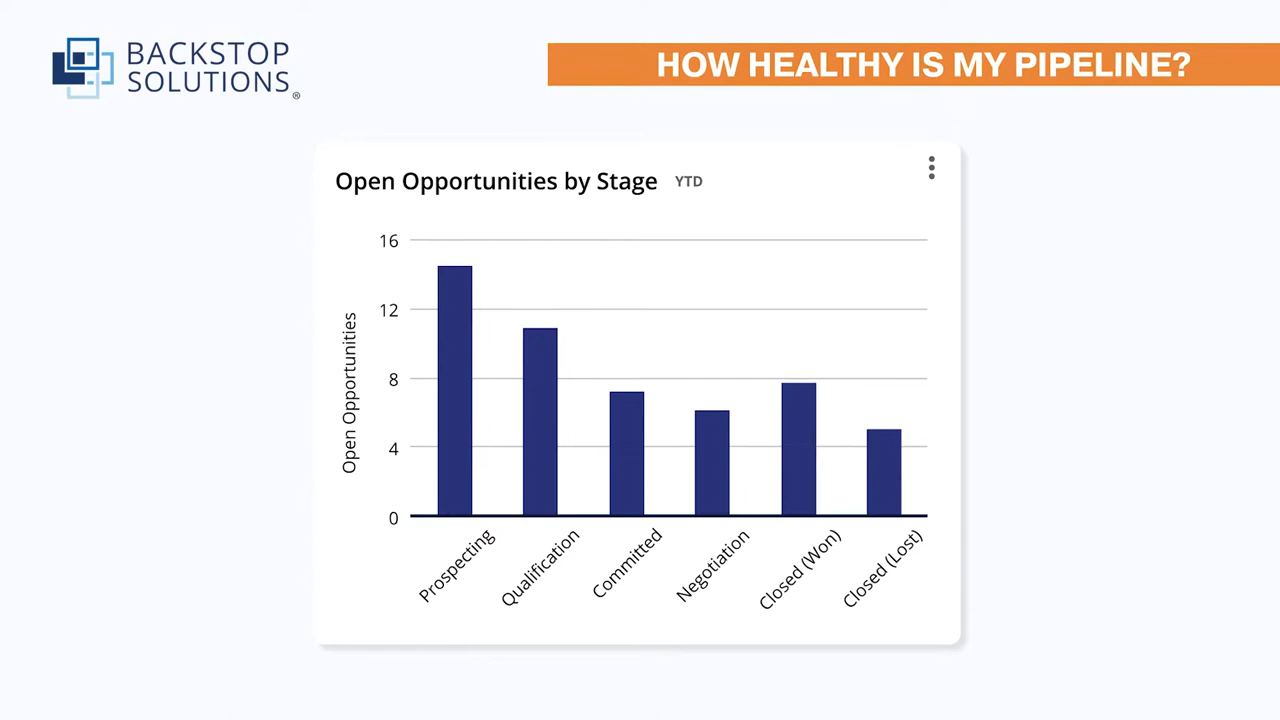 BACKSTOP
SOLUTIONS®
HOW HEALTHY IS MY PIPELINE?
Open Opportunities by Stage YTD
Open Opportunities
16
12
8
4
0
Prospecting
Qualification
Committed
Negotiation
Closed (Won)
Closed (Lost)